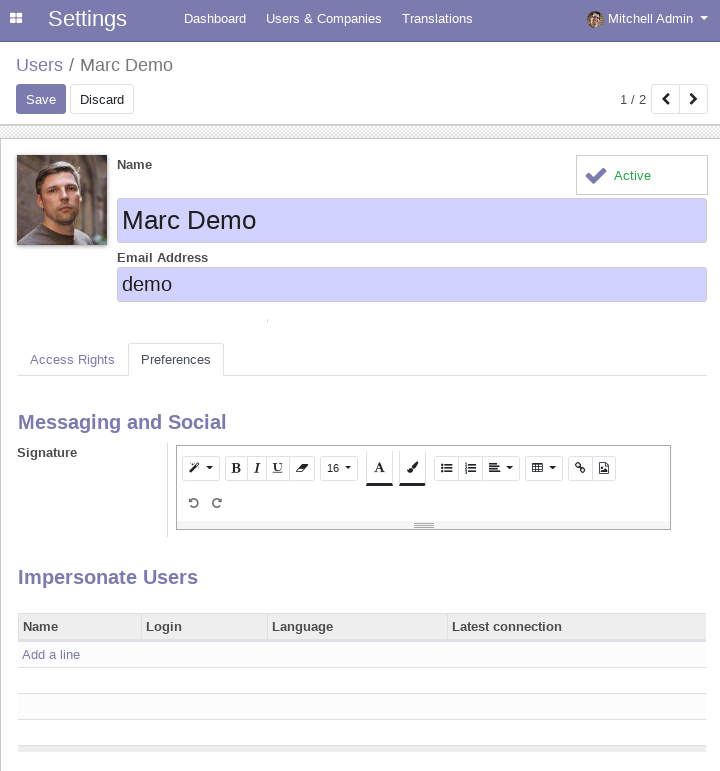 Settings Dashboard Users & Companies Translations Mitchell Admin
Users / Marc Demo
Save Discard 1 / 2
Name
Active
Marc Demo
Email Address
demo
Access Rights Preferences
Messaging and Social
Signature
B I U 16 A
Impersonate Users
Name Login Language Latest connection
Add a line